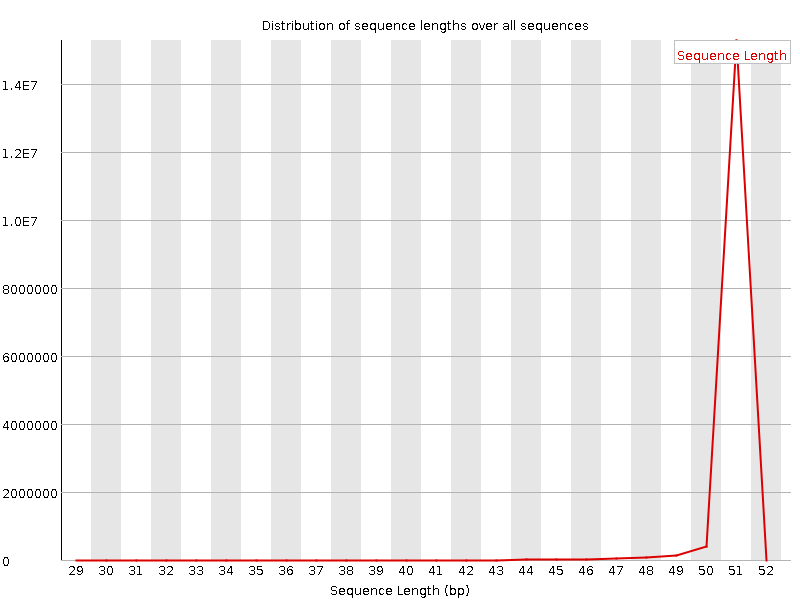 Distribution of sequence lengths over all sequences
Sequence Length
1.4E7
1.2E7
1.0E7
8000000
6000000
4000000
2000000
0
29 30 31 32 33 34 35 36 37 38 39 40 41 42 43 44 45 46 47 48 49 50 51 52
Sequence Length (bp)